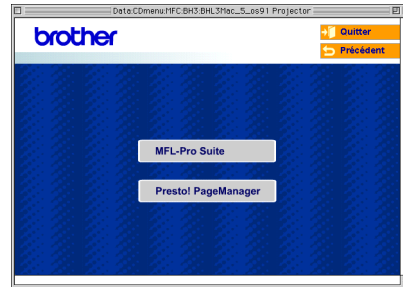 Data:CDmenu:MFC:BH3:BHL3Mac_5_os91 Projector
brother
Quitter
Précédent
MFL-Pro Suite
Presto! PageManager